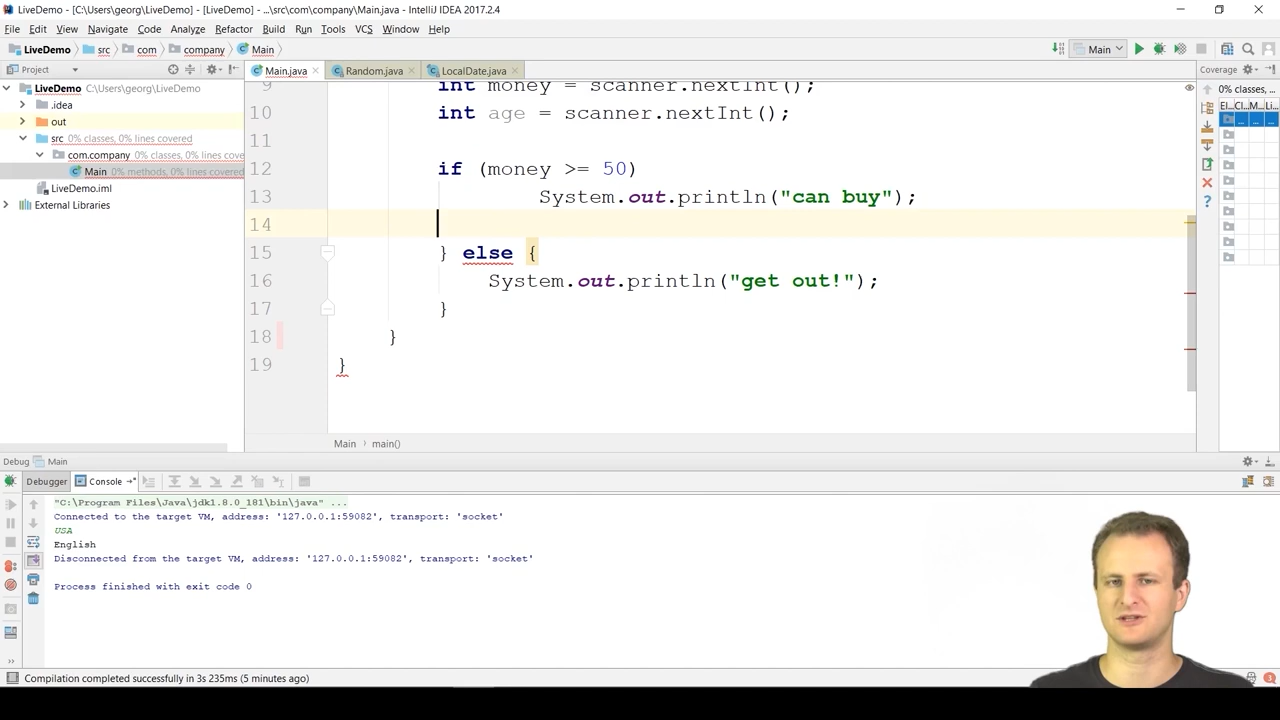 LiveDemo - [C:\Users\georg\LiveDemo] - [LiveDemo] - ...\src\com\company\Main.java - IntelliJ IDEA 2017.2.4
File Edit View Navigate Code Analyze Refactor Build Run Tools VCS Window Help
LiveDemo src com company Main
Main
Project
Main.java Random.java LocalDate.java
Coverage
LiveDemo C:\Users\georg\LiveDemo
.idea
out
src 0% classes, 0% lines covered
com.company 0% classes, 0% lines cove
Main 0% methods, 0% lines covered
LiveDemo.iml
External Libraries
9 int money = scanner.nextInt();
10 int age = scanner.nextInt();
11
12 if (money >= 50)
13 System.out.println("can buy");
14
15 } else {
16 System.out.println("get out!");
17 }
18 }
19 }
Main main()
0% classes,
El... Cl... M... Li...
Debug Main
Debugger Console
"C:\Program Files\Java\jdk1.8.0_181\bin\java" ...
Connected to the target VM, address: '127.0.0.1:59082', transport: 'socket'
USA
English
Disconnected from the target VM, address: '127.0.0.1:59082', transport: 'socket'
Process finished with exit code 0
Compilation completed successfully in 3s 235ms (5 minutes ago)
3